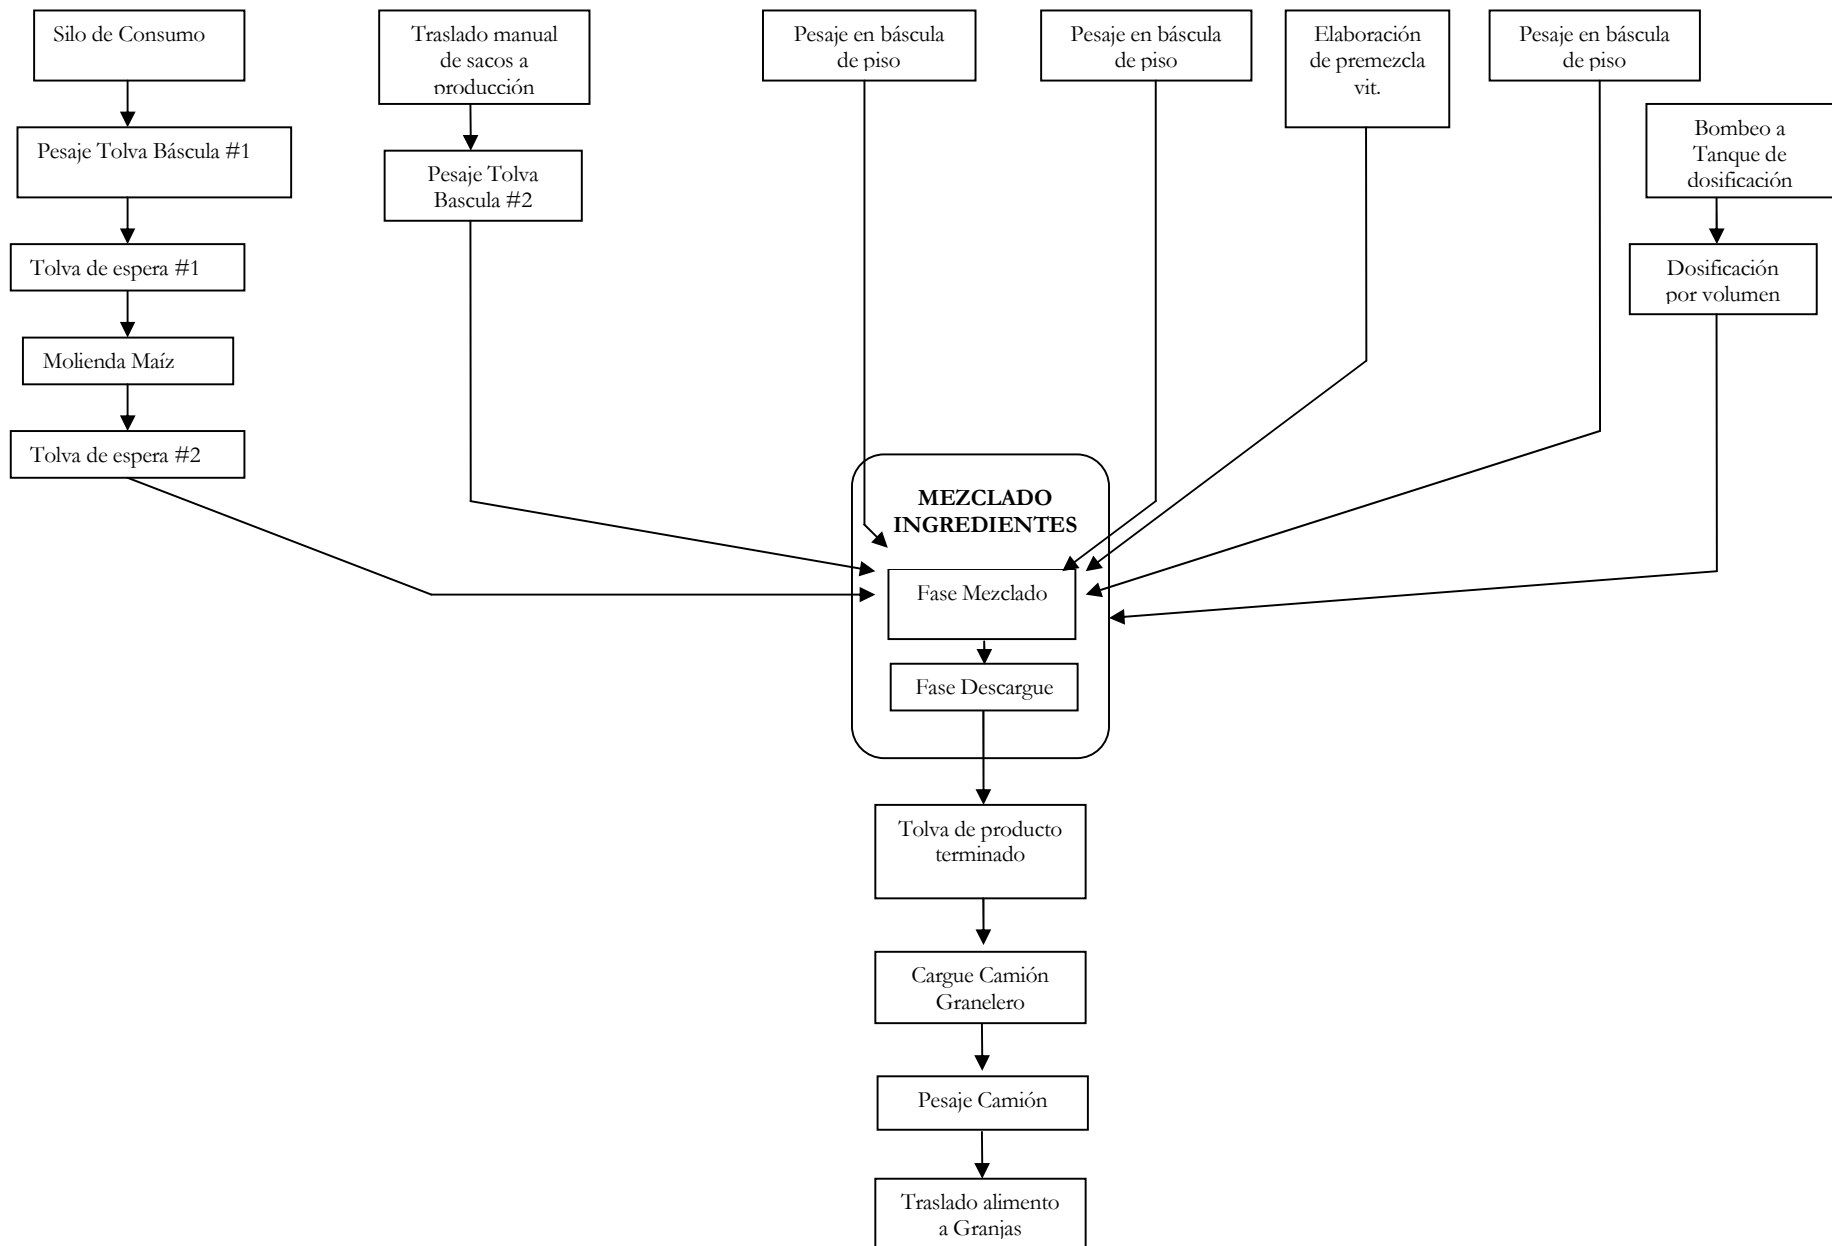 Silo de Consumo
Traslado manual
de sacos a
producción
Pesaje en báscula
de piso
Pesaje en báscula
de piso
Elaboración
de premezcla
vit.
Pesaje en báscula
de piso
Bombeo a
Tanque de
dosificación
Pesaje Tolva Báscula #1
Pesaje Tolva
Bascula #2
Tolva de espera #1
Dosificación
por volumen
Molienda Maíz
Tolva de espera #2
MEZCLADO
INGREDIENTES
Fase Mezclado
Fase Descargue
Tolva de producto
terminado
Cargue Camión
Granelero
Pesaje Camión
Traslado alimento
a Granjas